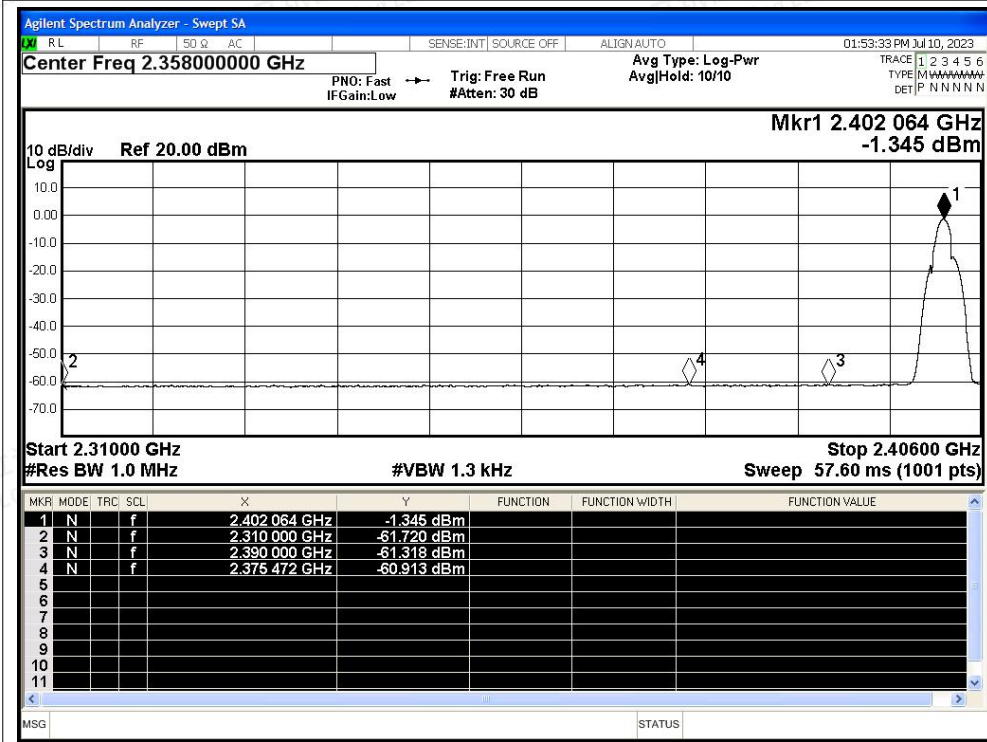 Agilent Spectrum Analyzer - Swept SA
LXI RL RF 50 Ω AC SENSE:INT SOURCE OFF ALIGN AUTO 01:53:33 PM Jul 10, 2023
Center Freq 2.358000000 GHz Avg Type: Log-Pwr TRACE 1 2 3 4 5 6
PNO: Fast Trig: Free Run Avg|Hold: 10/10 TYPE M
IFGain:Low #Atten: 30 dB DET P N N N N N
Mkr1 2.402 064 GHz
10 dB/div Ref 20.00 dBm -1.345 dBm
Log
10.0
1
0.00
-10.0
-20.0
-30.0
-40.0
-50.0
2 4 3
-60.0
-70.0
Start 2.31000 GHz Stop 2.40600 GHz
#Res BW 1.0 MHz #VBW 1.3 kHz Sweep 57.60 ms (1001 pts)
MKR MODE TRC SCL X Y FUNCTION FUNCTION WIDTH FUNCTION VALUE
1 N f 2.402 064 GHz -1.345 dBm
2 N f 2.310 000 GHz -61.720 dBm
3 N f 2.390 000 GHz -61.318 dBm
4 N f 2.375 472 GHz -60.913 dBm
5
6
7
8
9
10
11
MSG STATUS